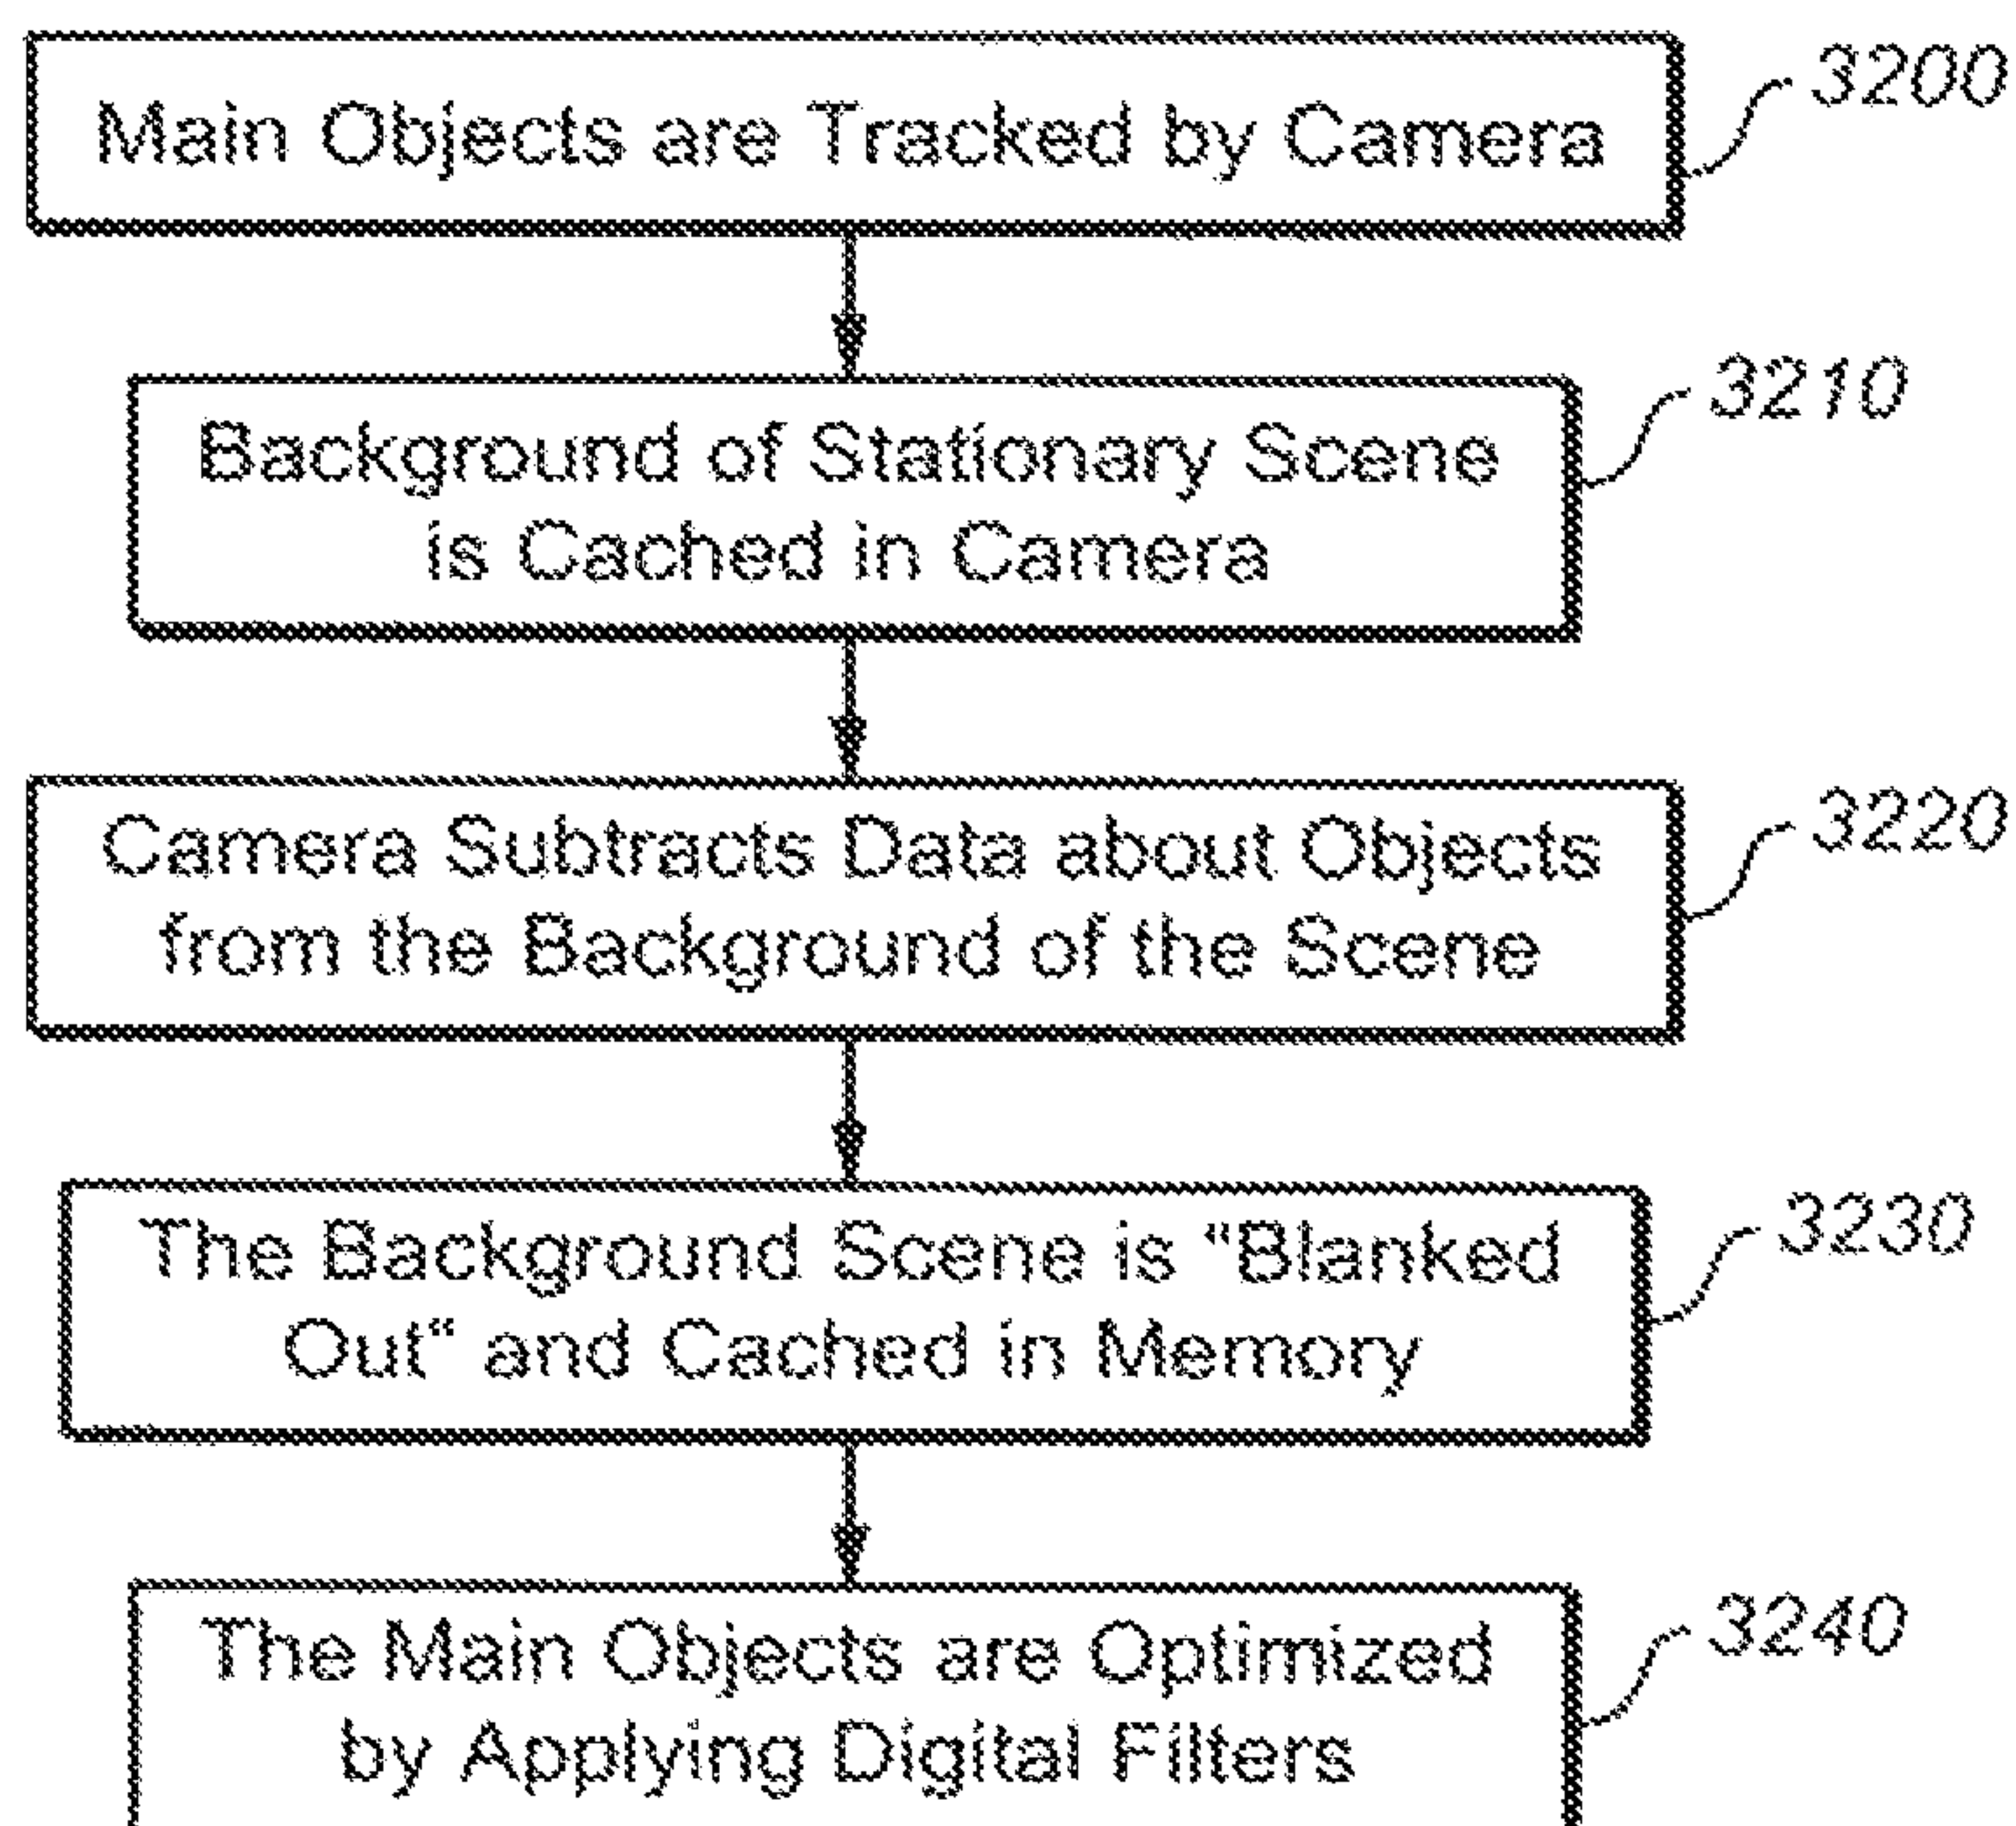 Main Objects are Tracked by Camera
3200
Background of Stationary Scene
is Cached in Camera
3210
Camera Subtracts Data about Objects
from the Background of the Scene
3220
The Background Scene is “Blanked
Out“ and Cached in Memory
3230
The Main Objects are Optimized
by Applying Digital Filters
3240